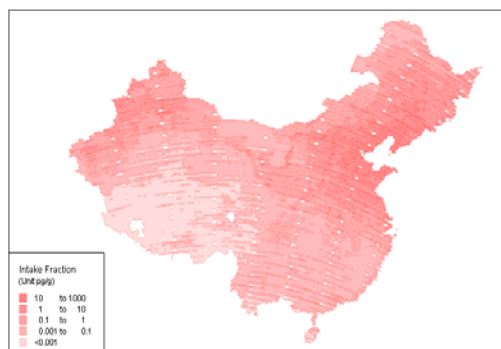 Intake Fraction
(Unit pg/g)
10 to 1000
1 to 10
0.1 to 1
0.001 to 0.1
<0.001